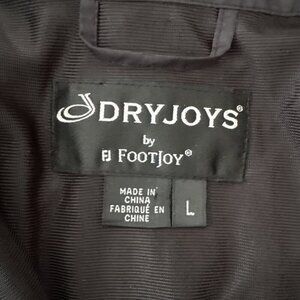 DRYJOYS®
by
FJ FOOTJOY®
MADE IN
CHINA
FABRIQUÉ EN
CHINE
L